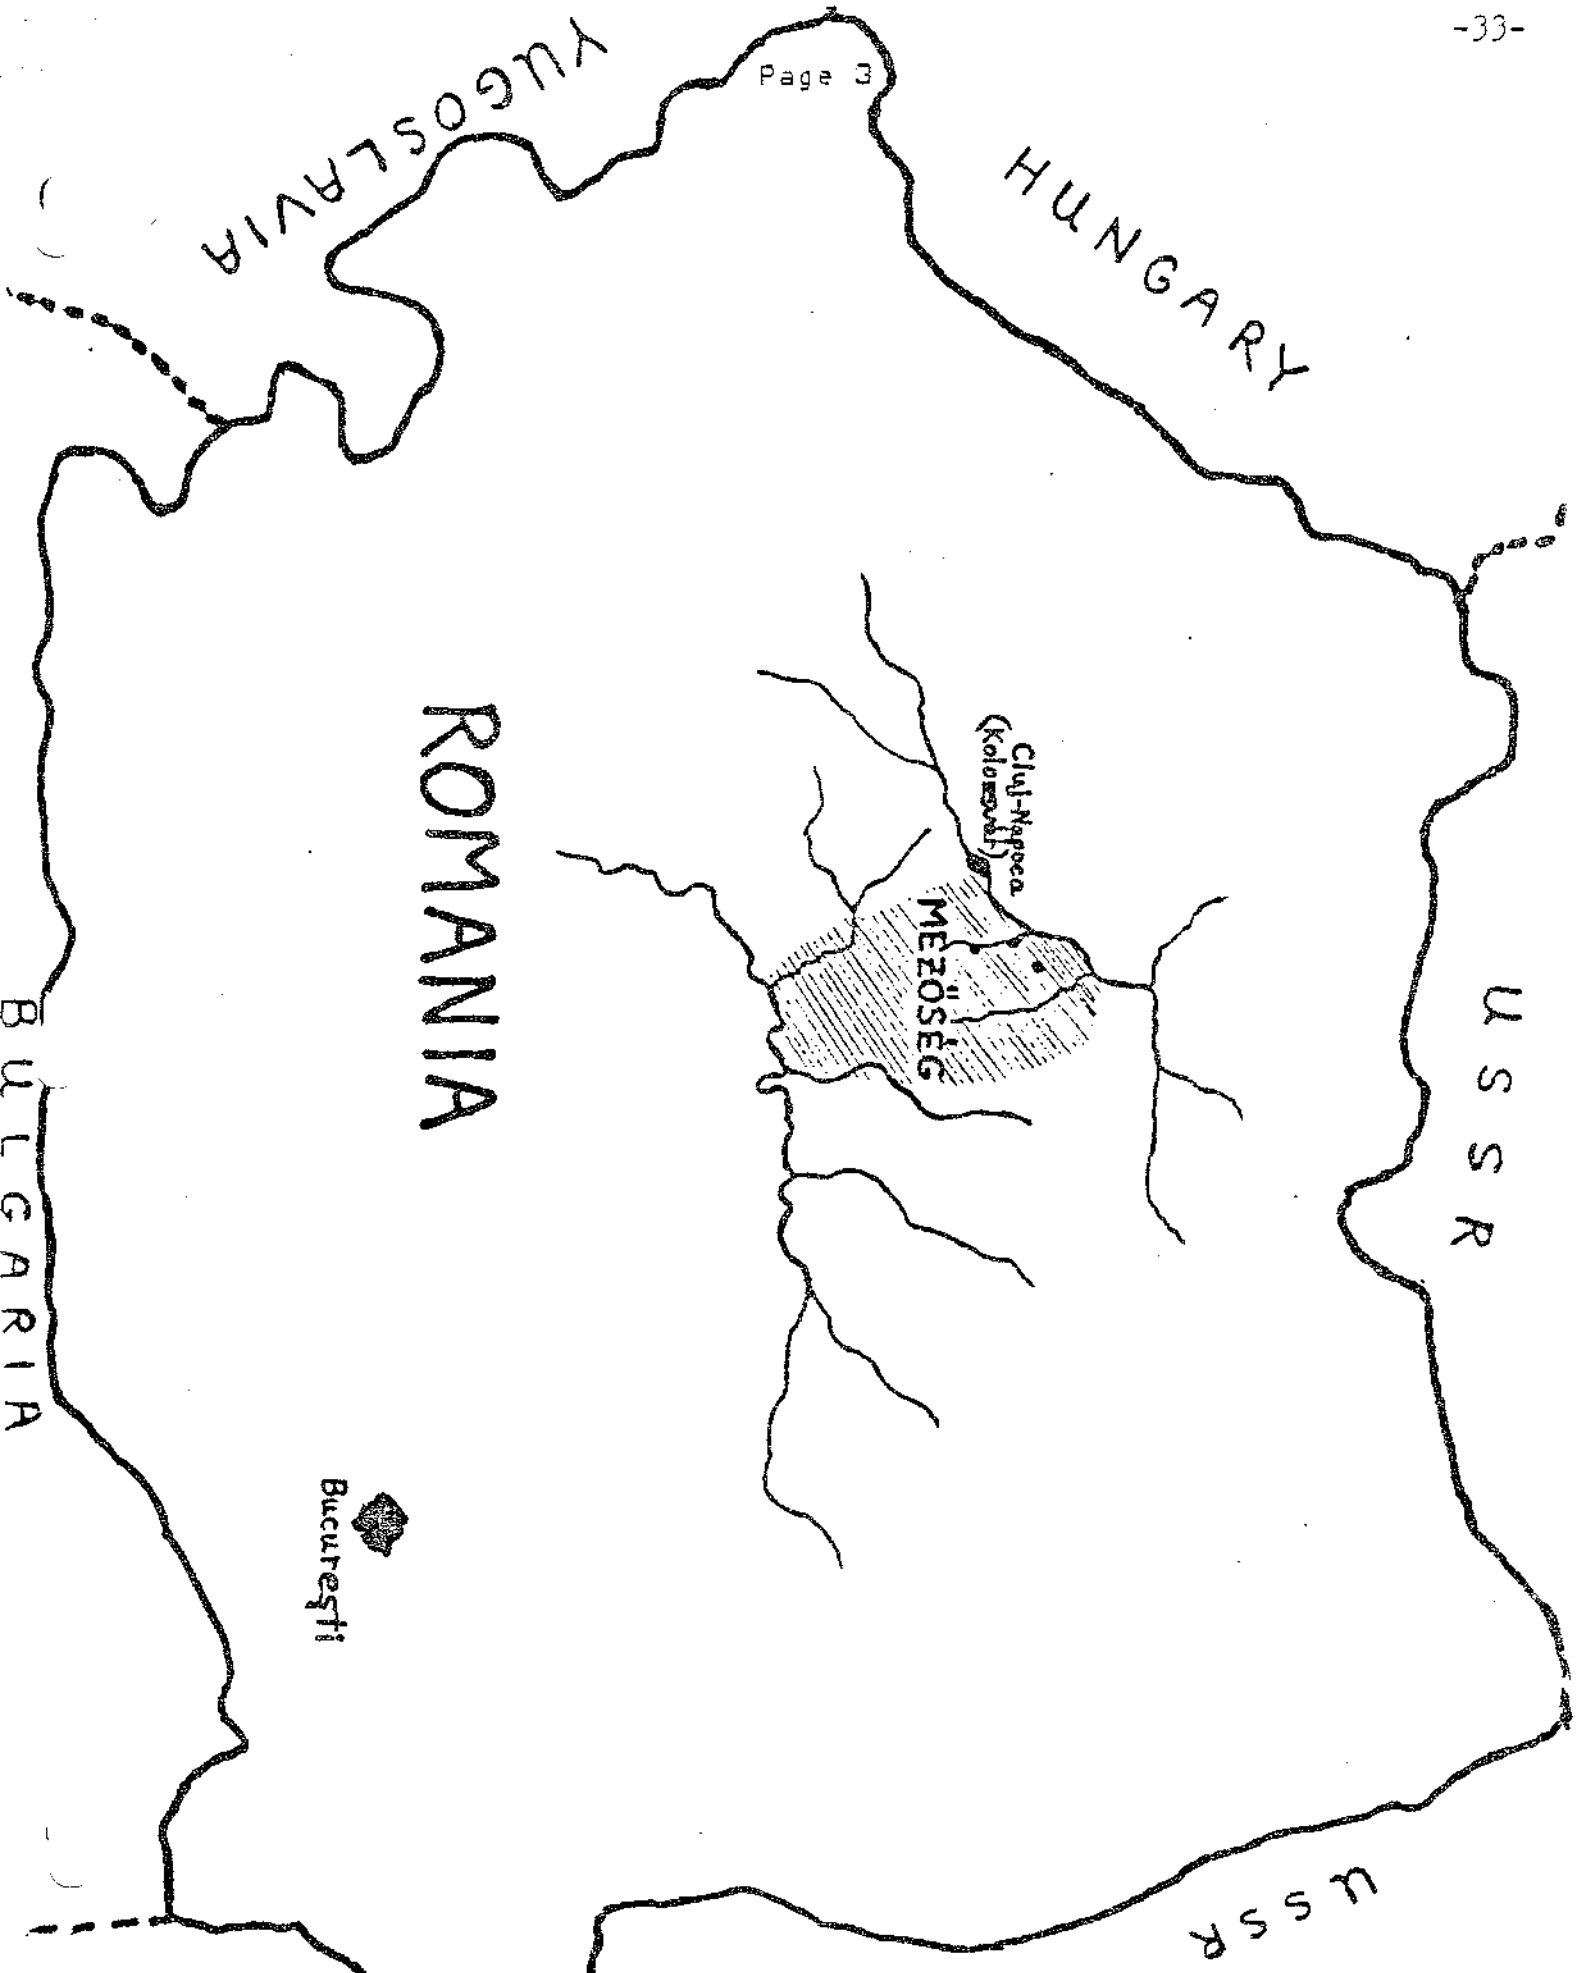 -33-
Page 3
HUNGARY
YUGOSLAVIA
USSR
Cluj-Napoca
MEZŐSÉG
ROMANIA
București
BULGARIA
USSR